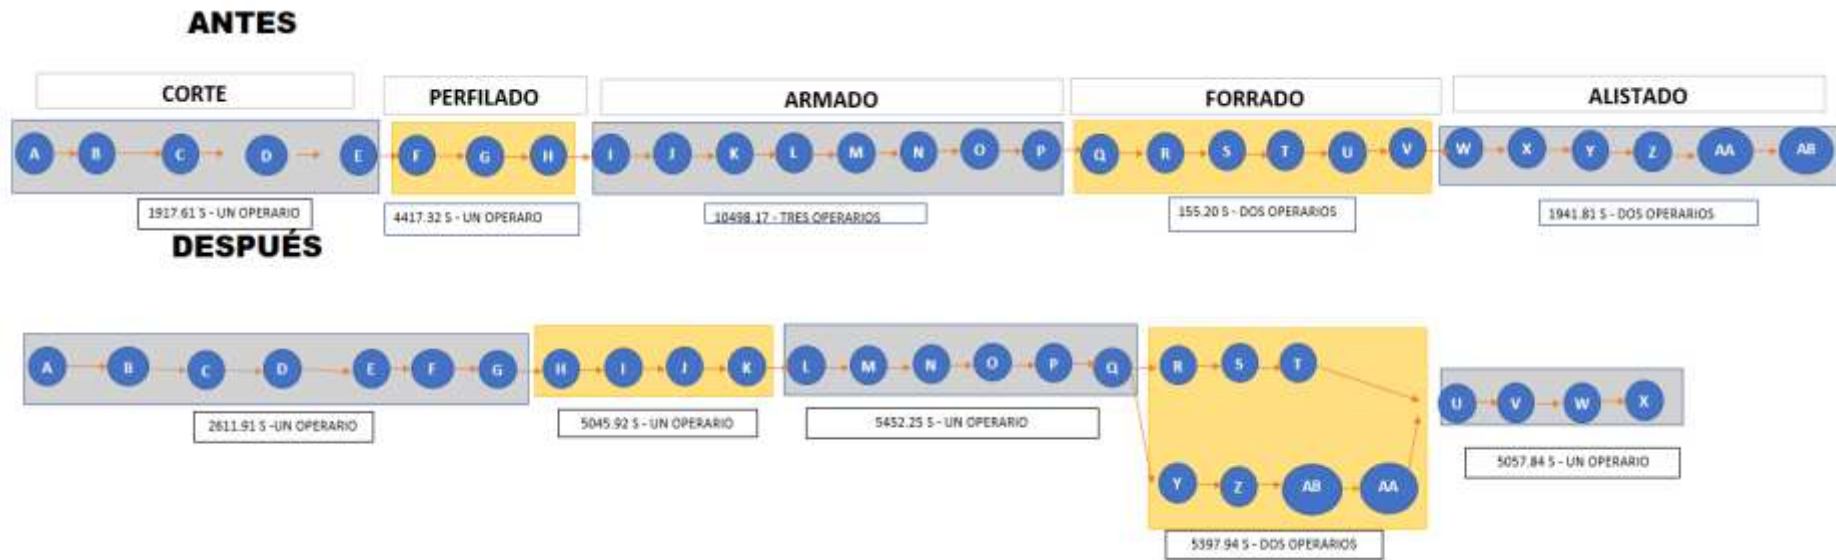 ANTES
CORTE
PERFILADO
ARMADO
FORRADO
ALISTADO
A B C D E F G H I J K L M N O P Q R S T U V W X Y Z AA AB
1917.61 S - UN OPERARIO
4417.32 S - UN OPERARO
10498.17 - TRES OPERARIOS
155.20 S - DOS OPERARIOS
1941.81 S - DOS OPERARIOS
DESPUÉS
A B C D E F G H I J K L M N O P Q R S T
U V W X
Y Z AB AA
2611.91 S -UN OPERARIO
5045.92 S - UN OPERARIO
5452.25 S - UN OPERARIO
5057.84 S - UN OPERARIO
5397.94 S - DOS OPERARIOS